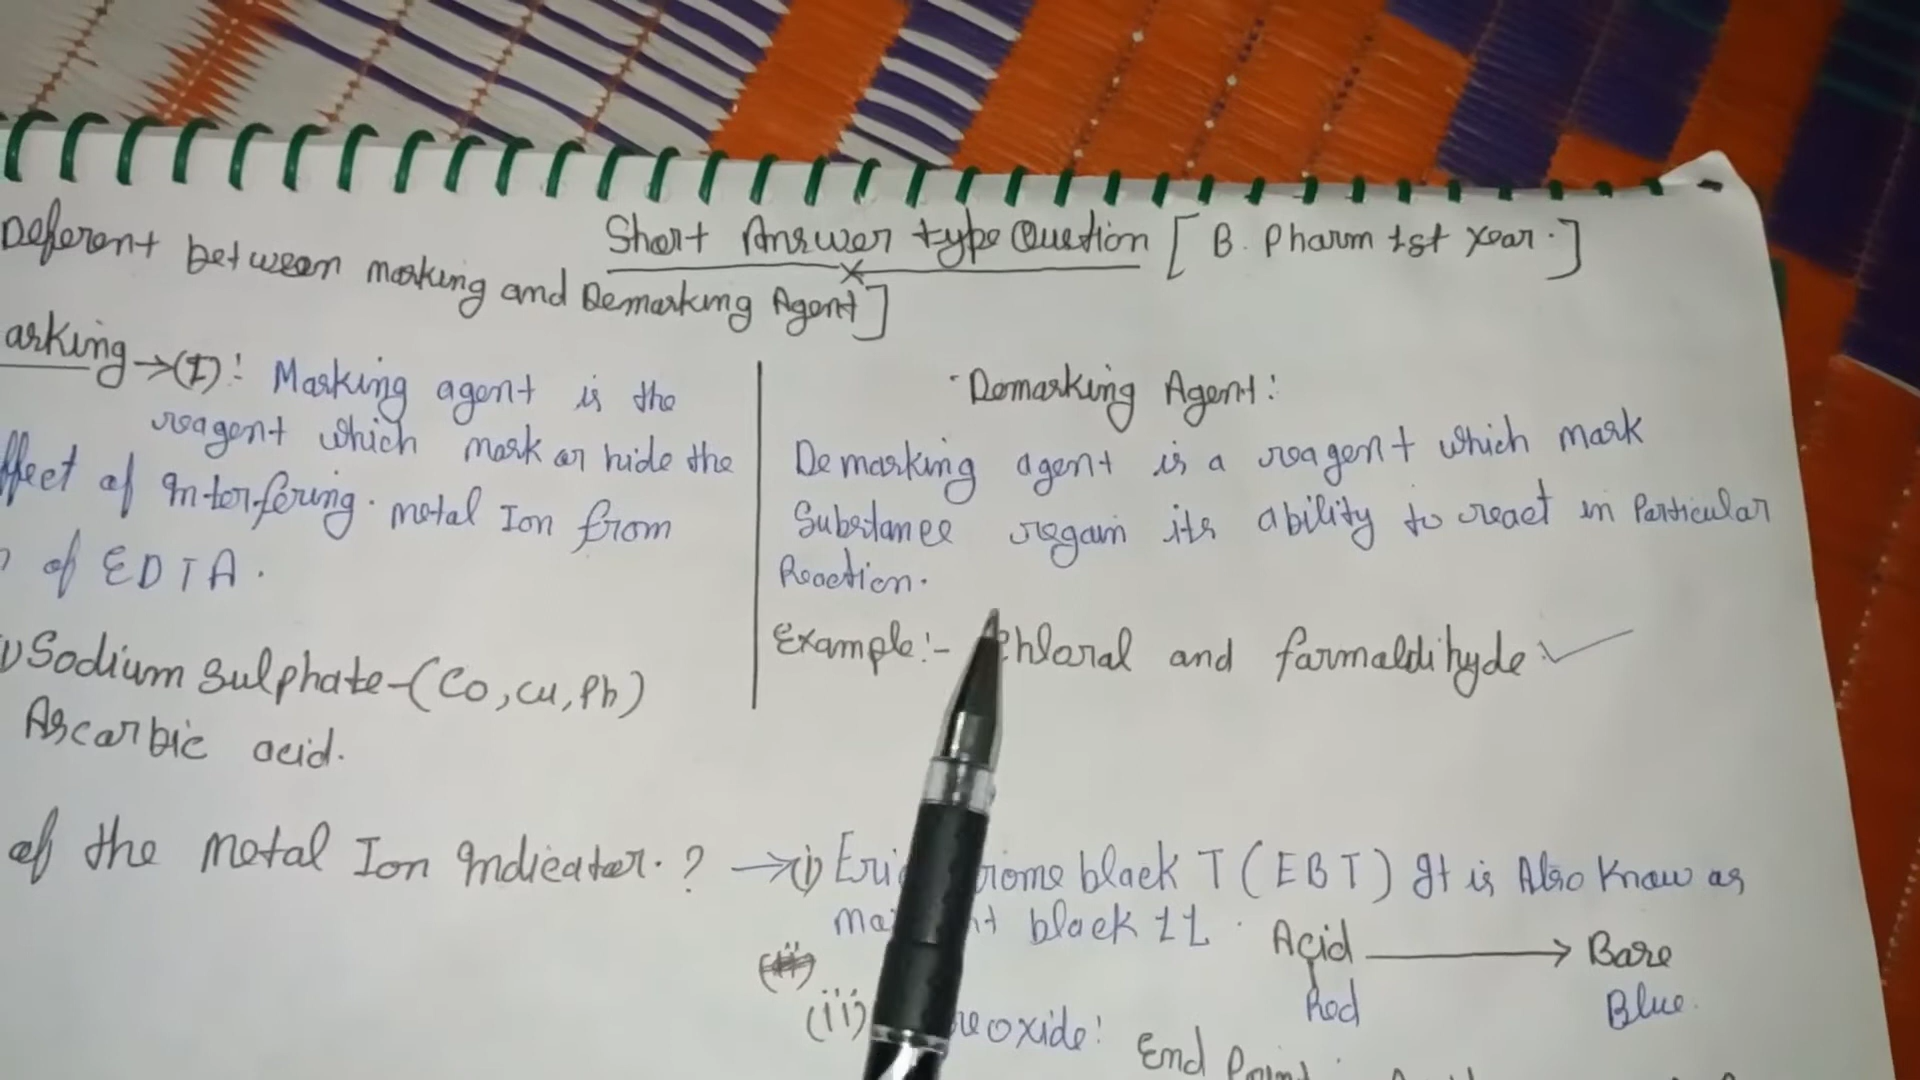 Short Answer type Question [ B. Pharm 1st Year. ]
Deferent between marking and Demarking Agent ]
arking → (I): Marking agent is the
reagent which mark or hide the
ffect of Interfering. metal Ion from
of EDTA.
Sodium Sulphate - (Co, Cu, Ph)
Ascarbic acid.
Demarking Agent:
Demarking agent is a reagent which mark
Substance regain its ability to react in Particular
Reaction.
Example:- Chloral and farmaldihyde ✓
of the metal Ion Indicator. ? → (i) Eri rome black T (EBT) It is Also Know as
black 11. Acid → Base
Red Blue.
(ii)
(ii) eoxide:
End Point